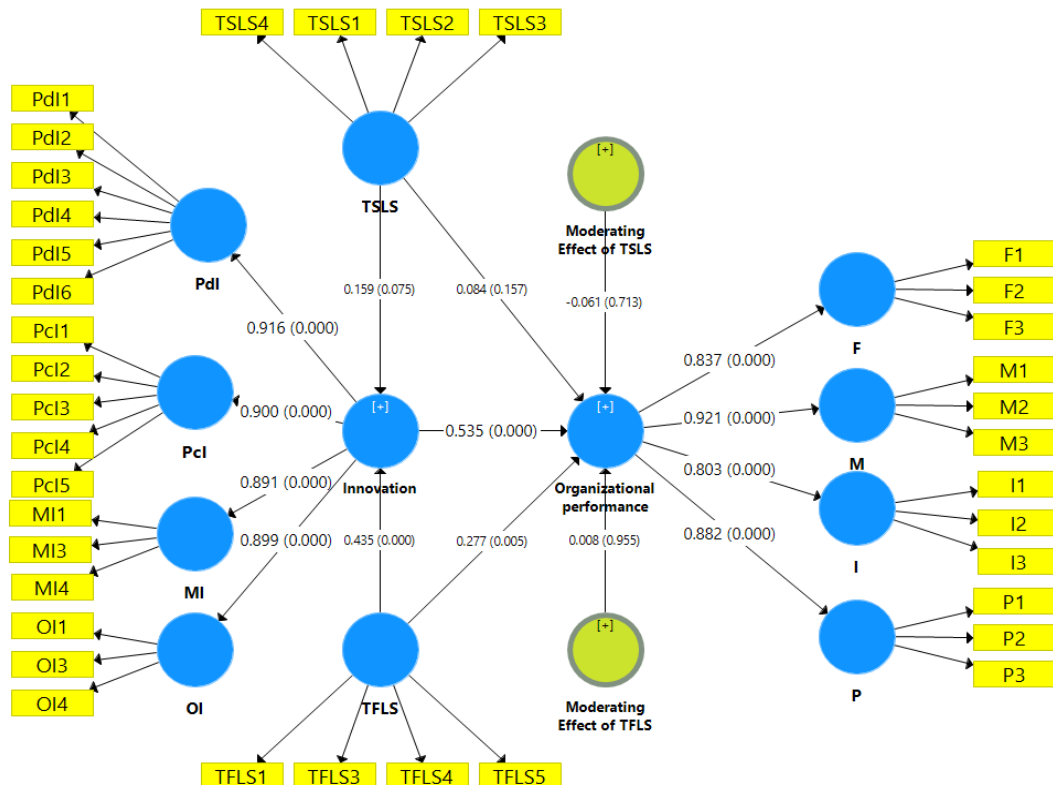 TSLS4
TSLS1
TSLS2
TSLS3
PdI1
PdI2
PdI3
PdI4
PdI5
PdI6
PdI
TSLS
[+]
Moderating
Effect of TSLS
F1
F2
F3
F
0.159 (0.075)
0.084 (0.157)
-0.061 (0.713)
0.916 (0.000)
0.837 (0.000)
PcI1
PcI2
PcI3
PcI4
PcI5
PcI
0.900 (0.000)
[+]
Innovation
0.535 (0.000)
[+]
Organizational
performance
0.921 (0.000)
M1
M2
M3
M
0.891 (0.000)
0.803 (0.000)
MI1
MI3
MI4
MI
0.899 (0.000)
0.435 (0.000)
0.277 (0.005)
0.008 (0.955)
0.882 (0.000)
I1
I2
I3
I
OI1
OI3
OI4
OI
TFLS
[+]
Moderating
Effect of TFLS
P1
P2
P3
P
TFLS1
TFLS3
TFLS4
TFLS5